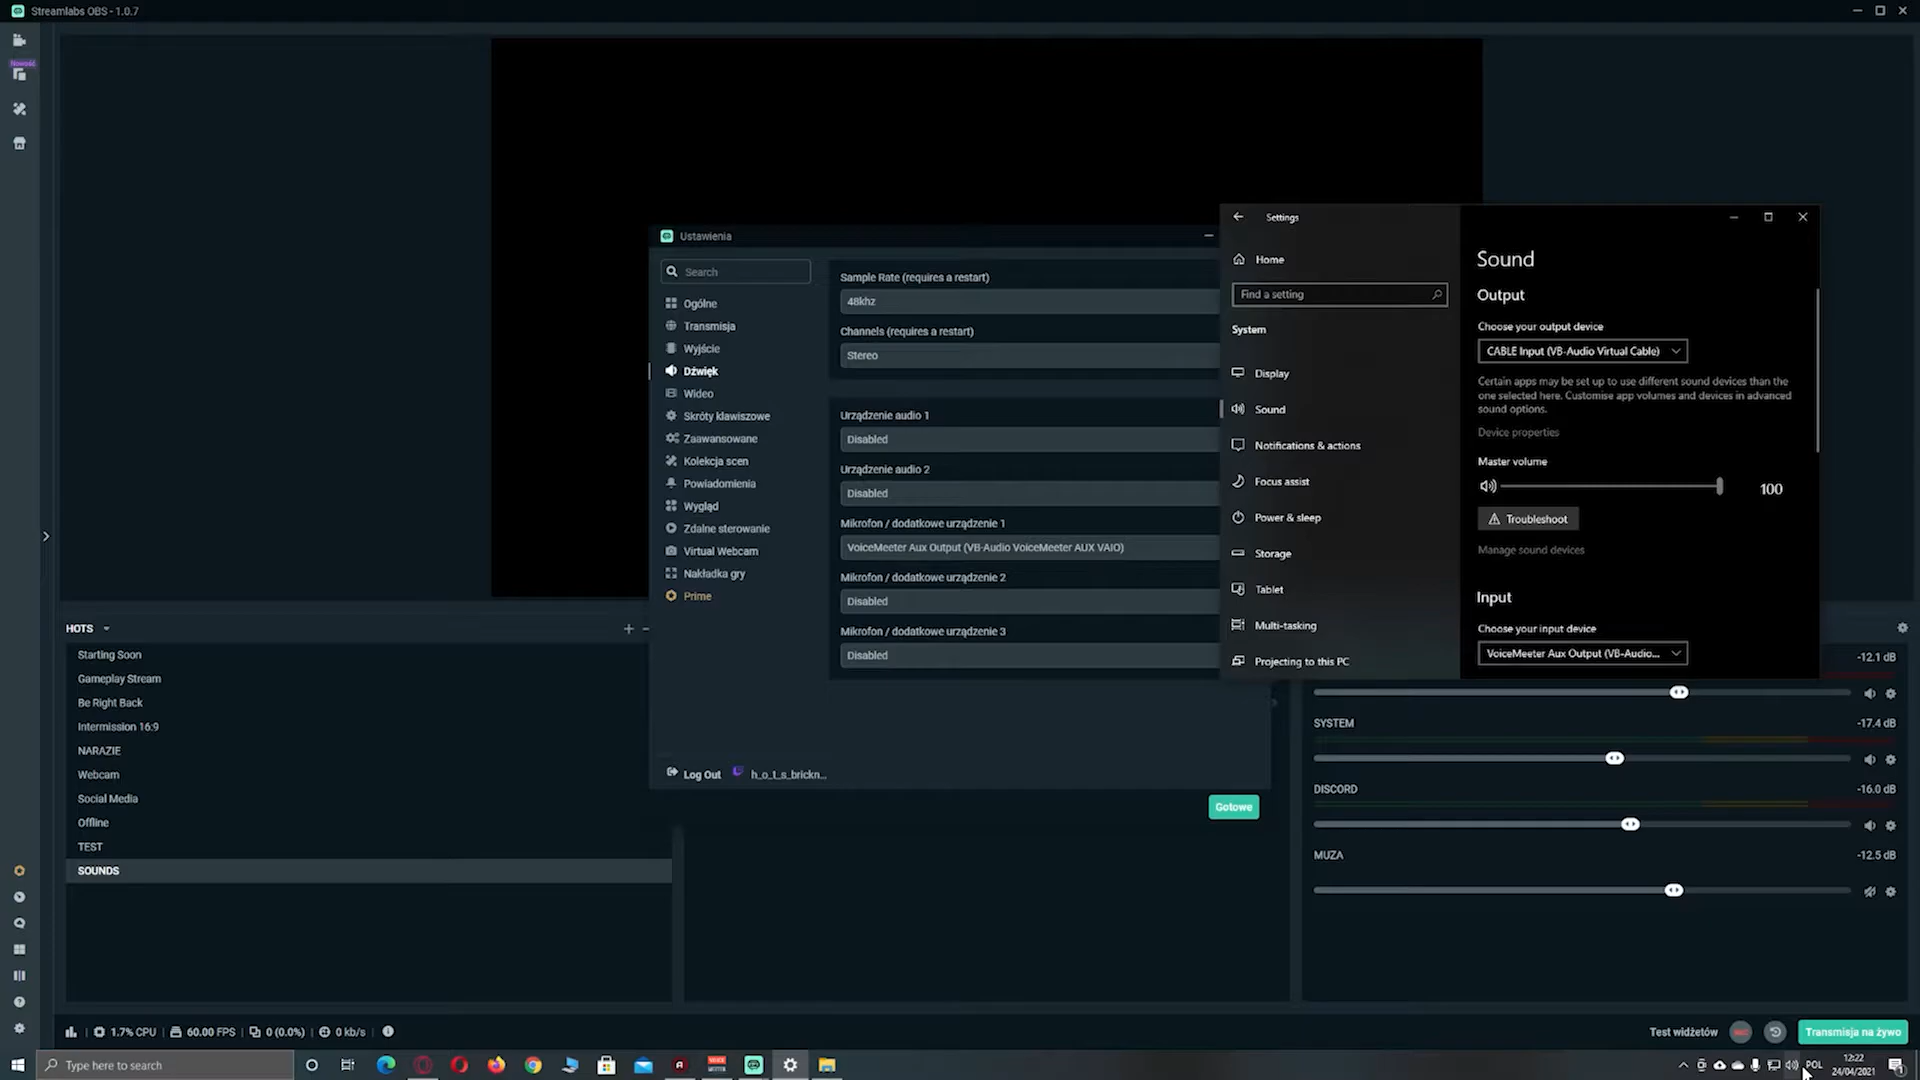 Streamlabs OBS - 1.0.7
Nowość
Ustawienia
Search
Ogólne
Transmisja
Wyjście
Dźwięk
Wideo
Skróty klawiszowe
Zaawansowane
Kolekcja scen
Powiadomienia
Wygląd
Zdalne sterowanie
Virtual Webcam
Nakładka gry
Prime
Log Out
h_o_t_s_brickn...
Sample Rate (requires a restart)
48khz
Channels (requires a restart)
Stereo
Urządzenie audio 1
Disabled
Urządzenie audio 2
Disabled
Mikrofon / dodatkowe urządzenie 1
VoiceMeeter Aux Output (VB-Audio VoiceMeeter AUX VAIO)
Mikrofon / dodatkowe urządzenie 2
Disabled
Mikrofon / dodatkowe urządzenie 3
Disabled
Gotowe
Settings
Home
Find a setting
System
Display
Sound
Notifications & actions
Focus assist
Power & sleep
Storage
Tablet
Multi-tasking
Projecting to this PC
Sound
Output
Choose your output device
CABLE Input (VB-Audio Virtual Cable)
Certain apps may be set up to use different sound devices than the
one selected here. Customise app volumes and devices in advanced
sound options.
Device properties
Master volume
100
Troubleshoot
Manage sound devices
Input
Choose your input device
VoiceMeeter Aux Output (VB-Audio...
HOTS
Starting Soon
Gameplay Stream
Be Right Back
Intermission 16:9
NARAZIE
Webcam
Social Media
Offline
TEST
SOUNDS
-12.1 dB
SYSTEM
-17.4 dB
DISCORD
-16.0 dB
MUZA
-12.5 dB
1.7% CPU
60.00 FPS
0 (0.0%)
0 kb/s
Test widżetów
REC
Transmisja na żywo
Type here to search
POL
12:22
24/04/2021